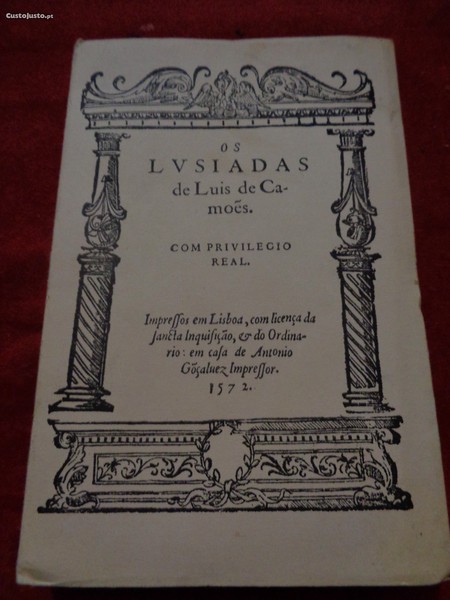 CustoJusto.pt
OS
LVSIADAS
de Luis de Ca-
moẽs.
COM PRIVILEGIO
REAL.
Impreſſos em Lisboa, com licença da
ſancta Inquiſição, & do Ordina-
rio: em caſa de Antonio
Gõçaluez Impreſſor.
1572.